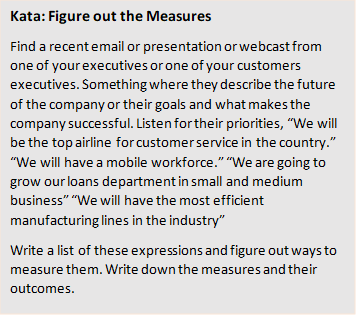 Kata: Figure out the Measures
Find a recent email or presentation or webcast from
one of your executives or one of your customers
executives. Something where they describe the future
of the company or their goals and what makes the
company successful. Listen for their priorities, “We will
be the top airline for customer service in the country.”
“We will have a mobile workforce.” “We are going to
grow our loans department in small and medium
business” “We will have the most efficient
manufacturing lines in the industry”
Write a list of these expressions and figure out ways to
measure them. Write down the measures and their
outcomes.